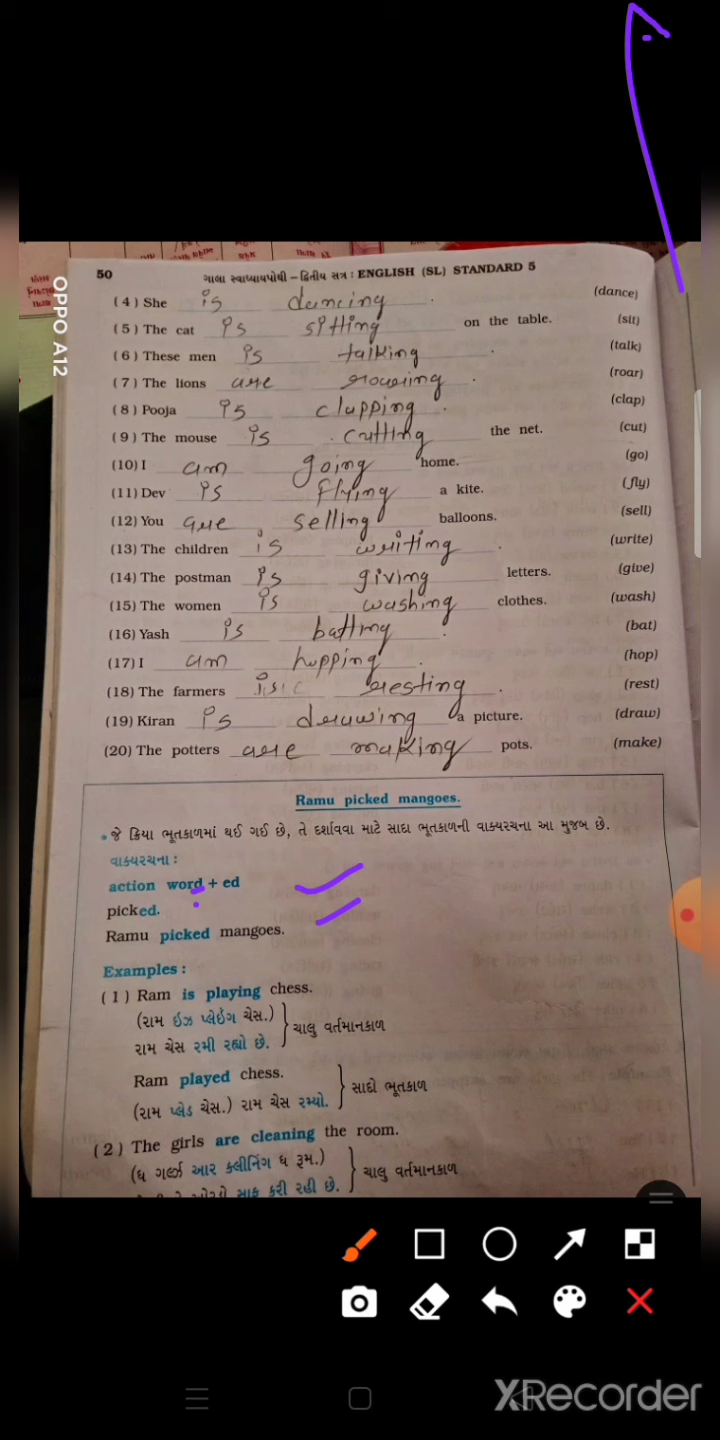 50 ગાલા સ્વાધ્યાયપોથી – દ્વિતીય સત્ર : ENGLISH (SL) STANDARD 5
(4) She is dancing . (dance)
(5) The cat is sitting on the table. (sit)
(6) These men is talking . (talk)
(7) The lions are roaring . (roar)
(8) Pooja is clapping . (clap)
(9) The mouse is cutting the net. (cut)
(10) I am going home. (go)
(11) Dev is flying a kite. (fly)
(12) You are selling balloons. (sell)
(13) The children is writing . (write)
(14) The postman is giving letters. (give)
(15) The women is washing clothes. (wash)
(16) Yash is batting . (bat)
(17) I am hopping . (hop)
(18) The farmers resting . (rest)
(19) Kiran is drawing a picture. (draw)
(20) The potters are making pots. (make)
Ramu picked mangoes.
• જે ક્રિયા ભૂતકાળમાં થઈ ગઈ છે, તે દર્શાવવા માટે સાદા ભૂતકાળની વાક્યરચના આ મુજબ છે.
વાક્યરચના :
action word + ed
picked.
Ramu picked mangoes.
Examples :
(1) Ram is playing chess.
(રામ ઇઝ પ્લેઇંગ ચેસ.)
રામ ચેસ રમી રહ્યો છે.
ચાલુ વર્તમાનકાળ
Ram played chess.
(રામ પ્લેડ ચેસ.) રામ ચેસ રમ્યો.
સાદો ભૂતકાળ
(2) The girls are cleaning the room.
(ધ ગર્લ્ઝ આર ક્લીનિંગ ધ રૂમ.)
સાફ કરી રહી છે.
ચાલુ વર્તમાનકાળ
OPPO A12
XRecorder